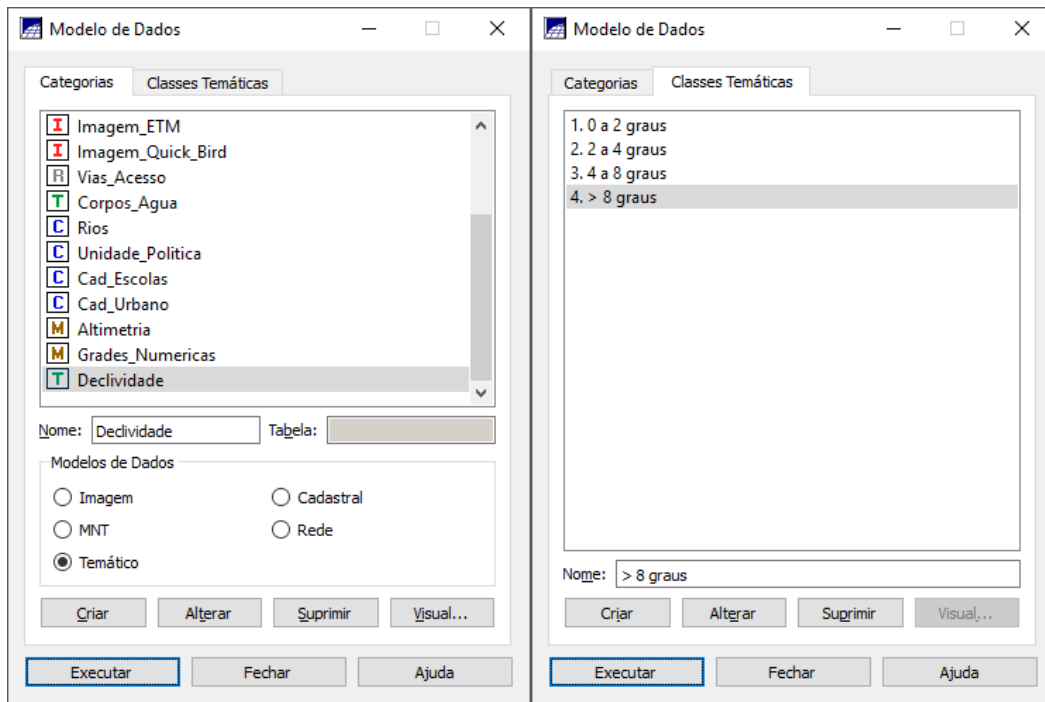 Modelo de Dados
Categorias Classes Temáticas
I Imagem_ETM
I Imagem_Quick_Bird
R Vias_Acesso
T Corpos_Agua
C Rios
C Unidade_Politica
C Cad_Escolas
C Cad_Urbano
M Altimetria
M Grades_Numericas
T Declividade
Nome: Declividade Tabela:
Modelos de Dados
Imagem Cadastral
MNT Rede
Temático
Criar Alterar Suprimir Visual...
Executar Fechar Ajuda
Modelo de Dados
Categorias Classes Temáticas
1. 0 a 2 graus
2. 2 a 4 graus
3. 4 a 8 graus
4. > 8 graus
Nome: > 8 graus
Criar Alterar Suprimir Visual...
Executar Fechar Ajuda